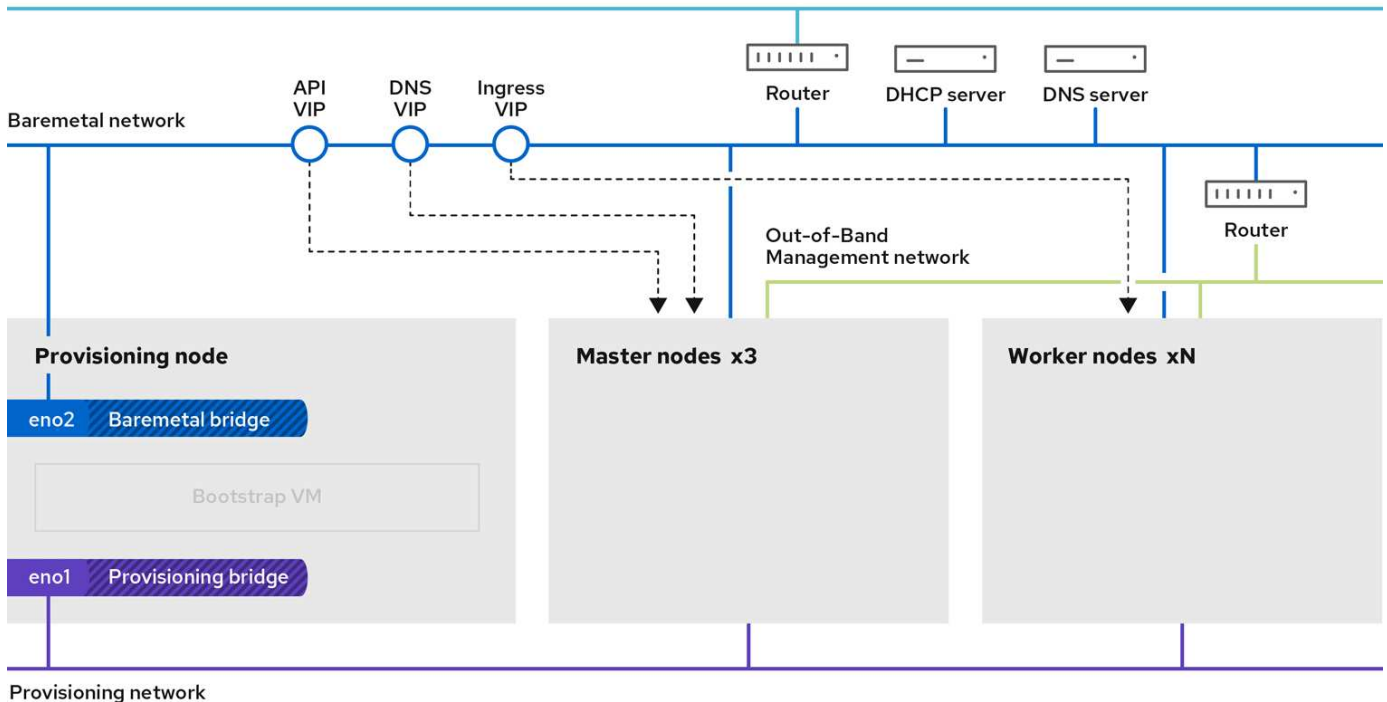 API
VIP
DNS
VIP
Ingress
VIP
Router
DHCP server
DNS server
Baremetal network
Router
Out-of-Band
Management network
Provisioning node
Master nodes x3
Worker nodes xN
eno2
Baremetal bridge
Bootstrap VM
eno1
Provisioning bridge
Provisioning network